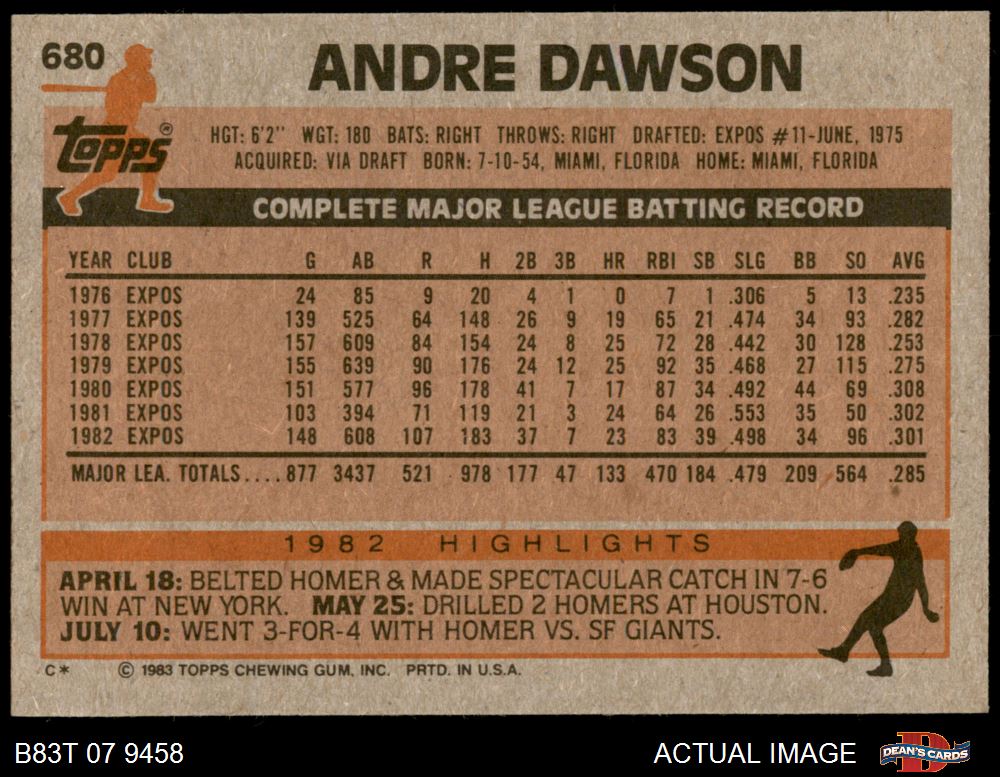 680
ANDRE DAWSON
topps®
HGT: 6'2" WGT: 180 BATS: RIGHT THROWS: RIGHT DRAFTED: EXPOS #11-JUNE, 1975
ACQUIRED: VIA DRAFT BORN: 7-10-54, MIAMI, FLORIDA HOME: MIAMI, FLORIDA
COMPLETE MAJOR LEAGUE BATTING RECORD
YEAR CLUB G AB R H 2B 3B HR RBI SB SLG BB SO AVG
1976 EXPOS 24 85 9 20 4 1 0 7 1 .306 5 13 .235
1977 EXPOS 139 525 64 148 26 9 19 65 21 .474 34 93 .282
1978 EXPOS 157 609 84 154 24 8 25 72 28 .442 30 128 .253
1979 EXPOS 155 639 90 176 24 12 25 92 35 .468 27 115 .275
1980 EXPOS 151 577 96 178 41 7 17 87 34 .492 44 69 .308
1981 EXPOS 103 394 71 119 21 3 24 64 26 .553 35 50 .302
1982 EXPOS 148 608 107 183 37 7 23 83 39 .498 34 96 .301
MAJOR LEA. TOTALS....877 3437 521 978 177 47 133 470 184 .479 209 564 .285
1982 HIGHLIGHTS
APRIL 18: BELTED HOMER & MADE SPECTACULAR CATCH IN 7-6
WIN AT NEW YORK. MAY 25: DRILLED 2 HOMERS AT HOUSTON.
JULY 10: WENT 3-FOR-4 WITH HOMER VS. SF GIANTS.
C* © 1983 TOPPS CHEWING GUM, INC. PRTD. IN U.S.A.
B83T 07 9458 ACTUAL IMAGE DEAN'S CARDS